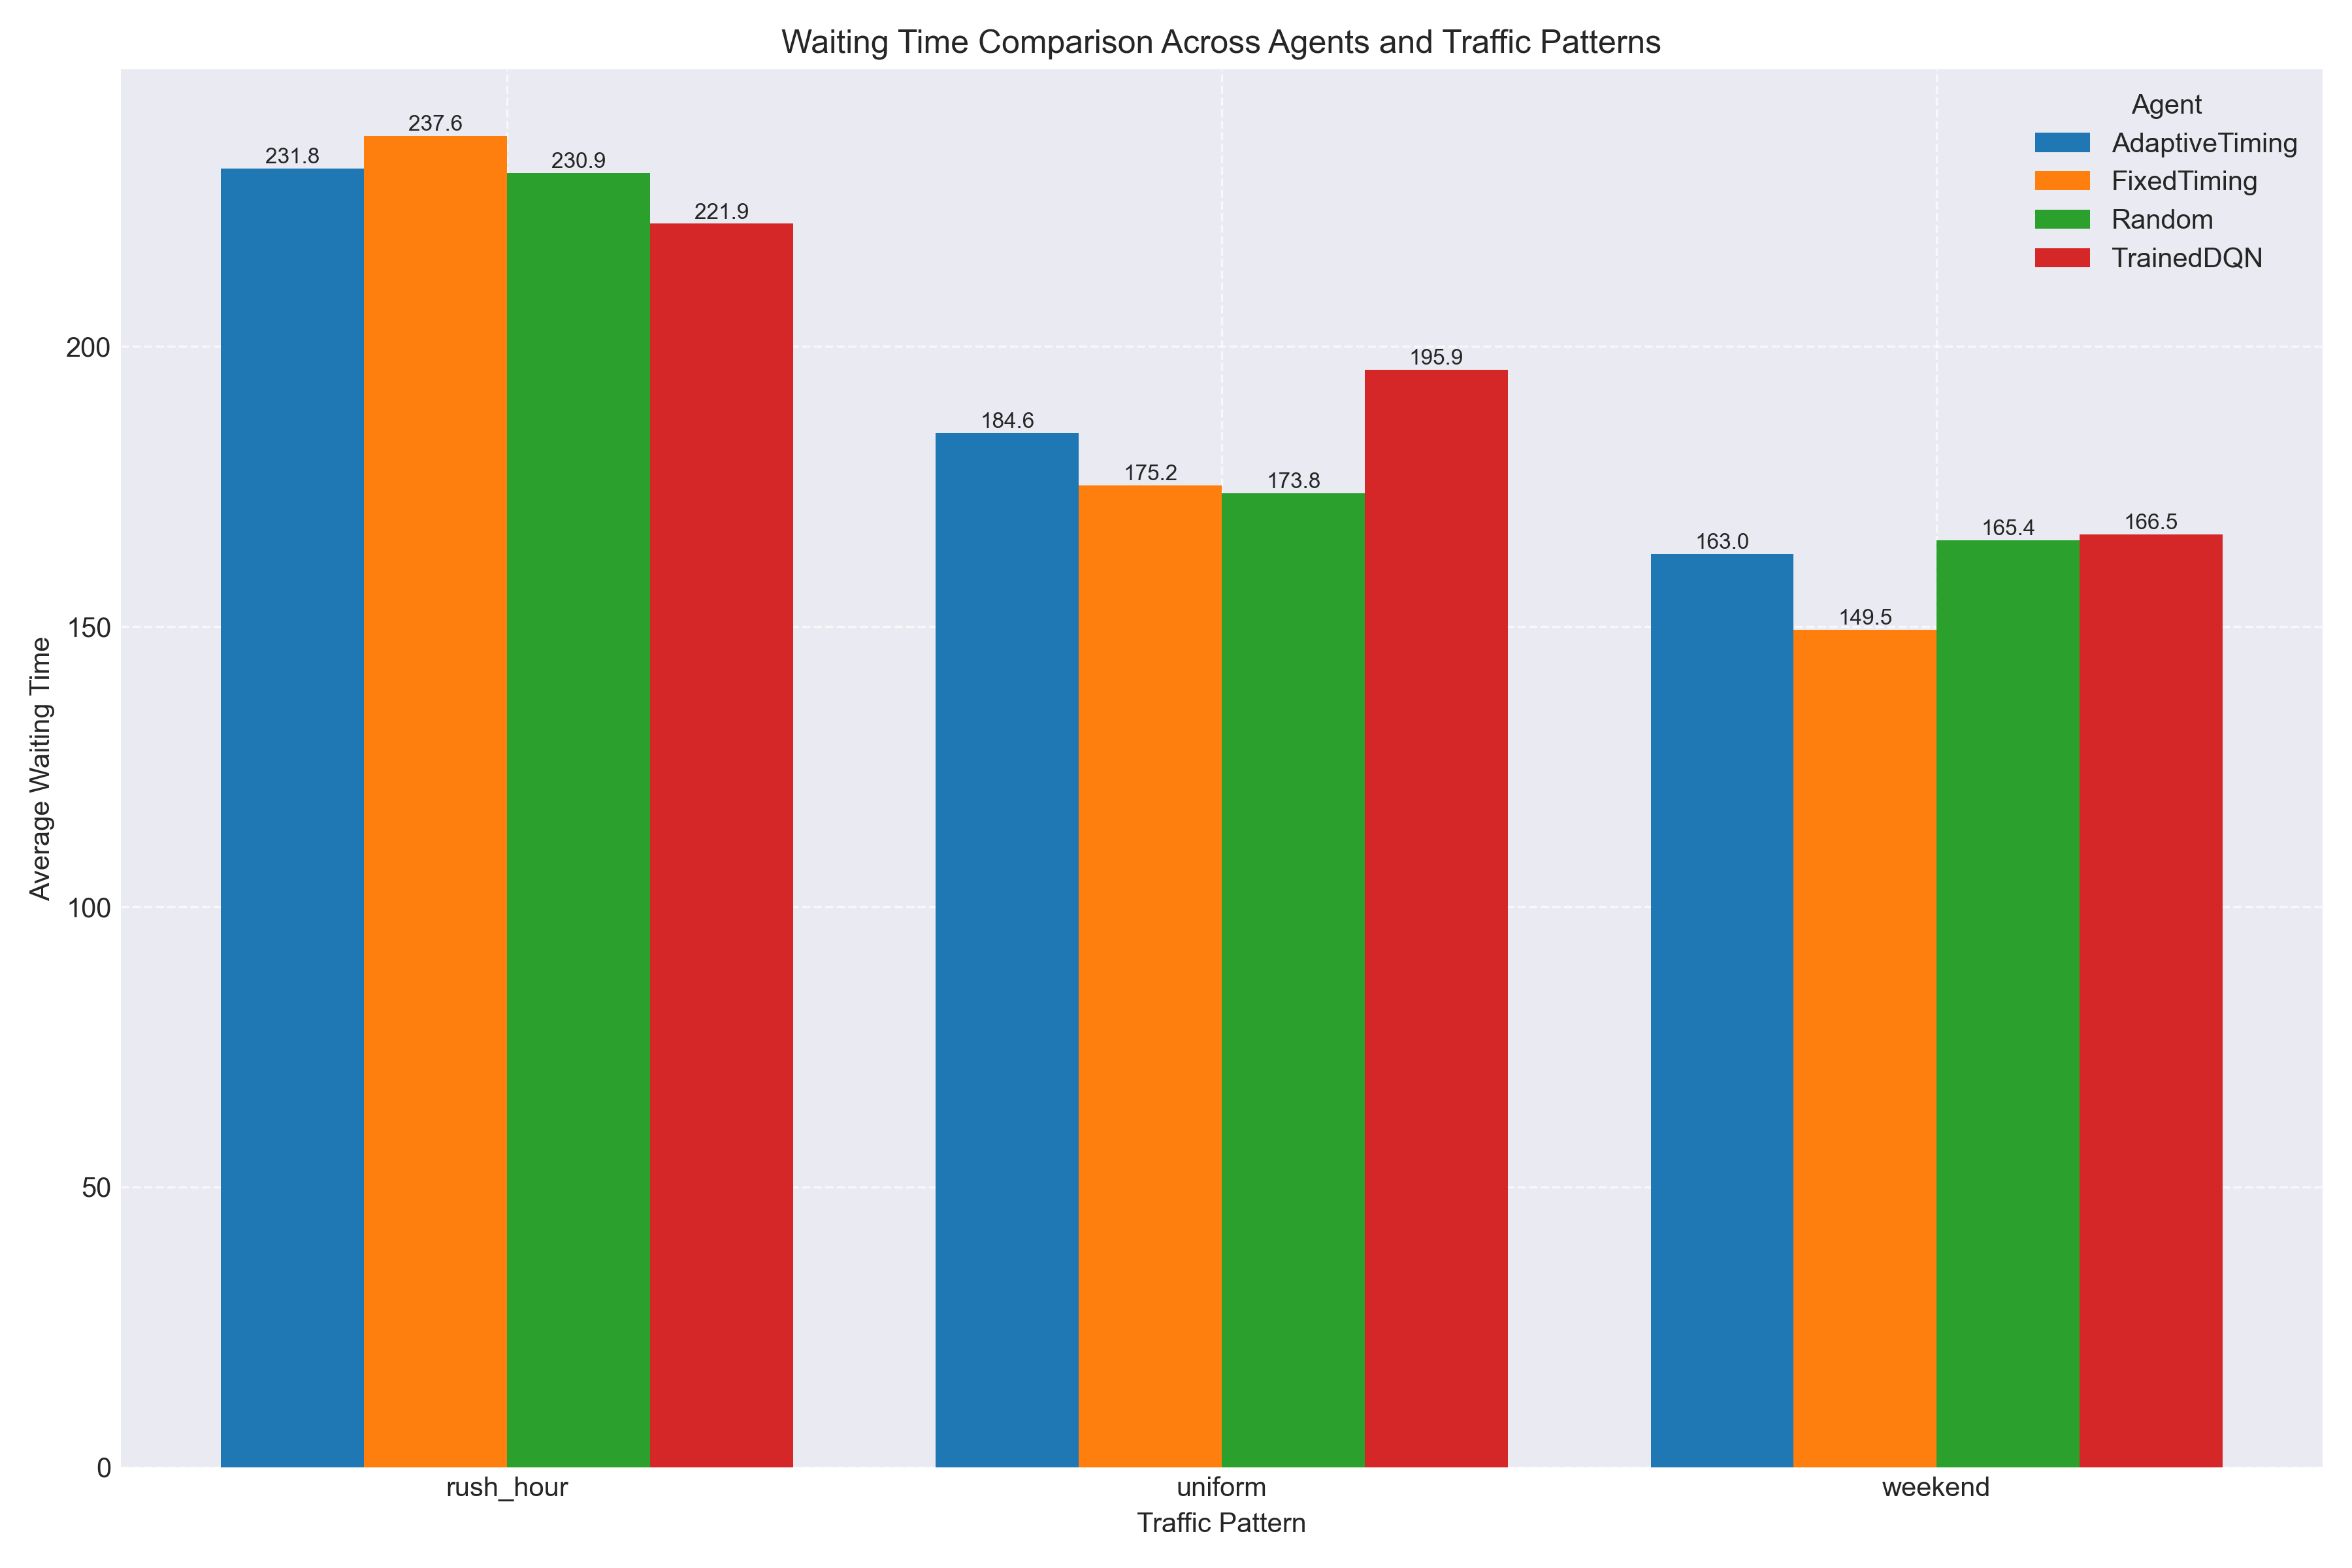 Waiting Time Comparison Across Agents and Traffic Patterns
Agent
AdaptiveTiming
FixedTiming
Random
TrainedDQN
231.8
237.6
230.9
221.9
184.6
175.2
173.8
195.9
163.0
149.5
165.4
166.5
Average Waiting Time
200
150
100
50
0
rush_hour
uniform
weekend
Traffic Pattern